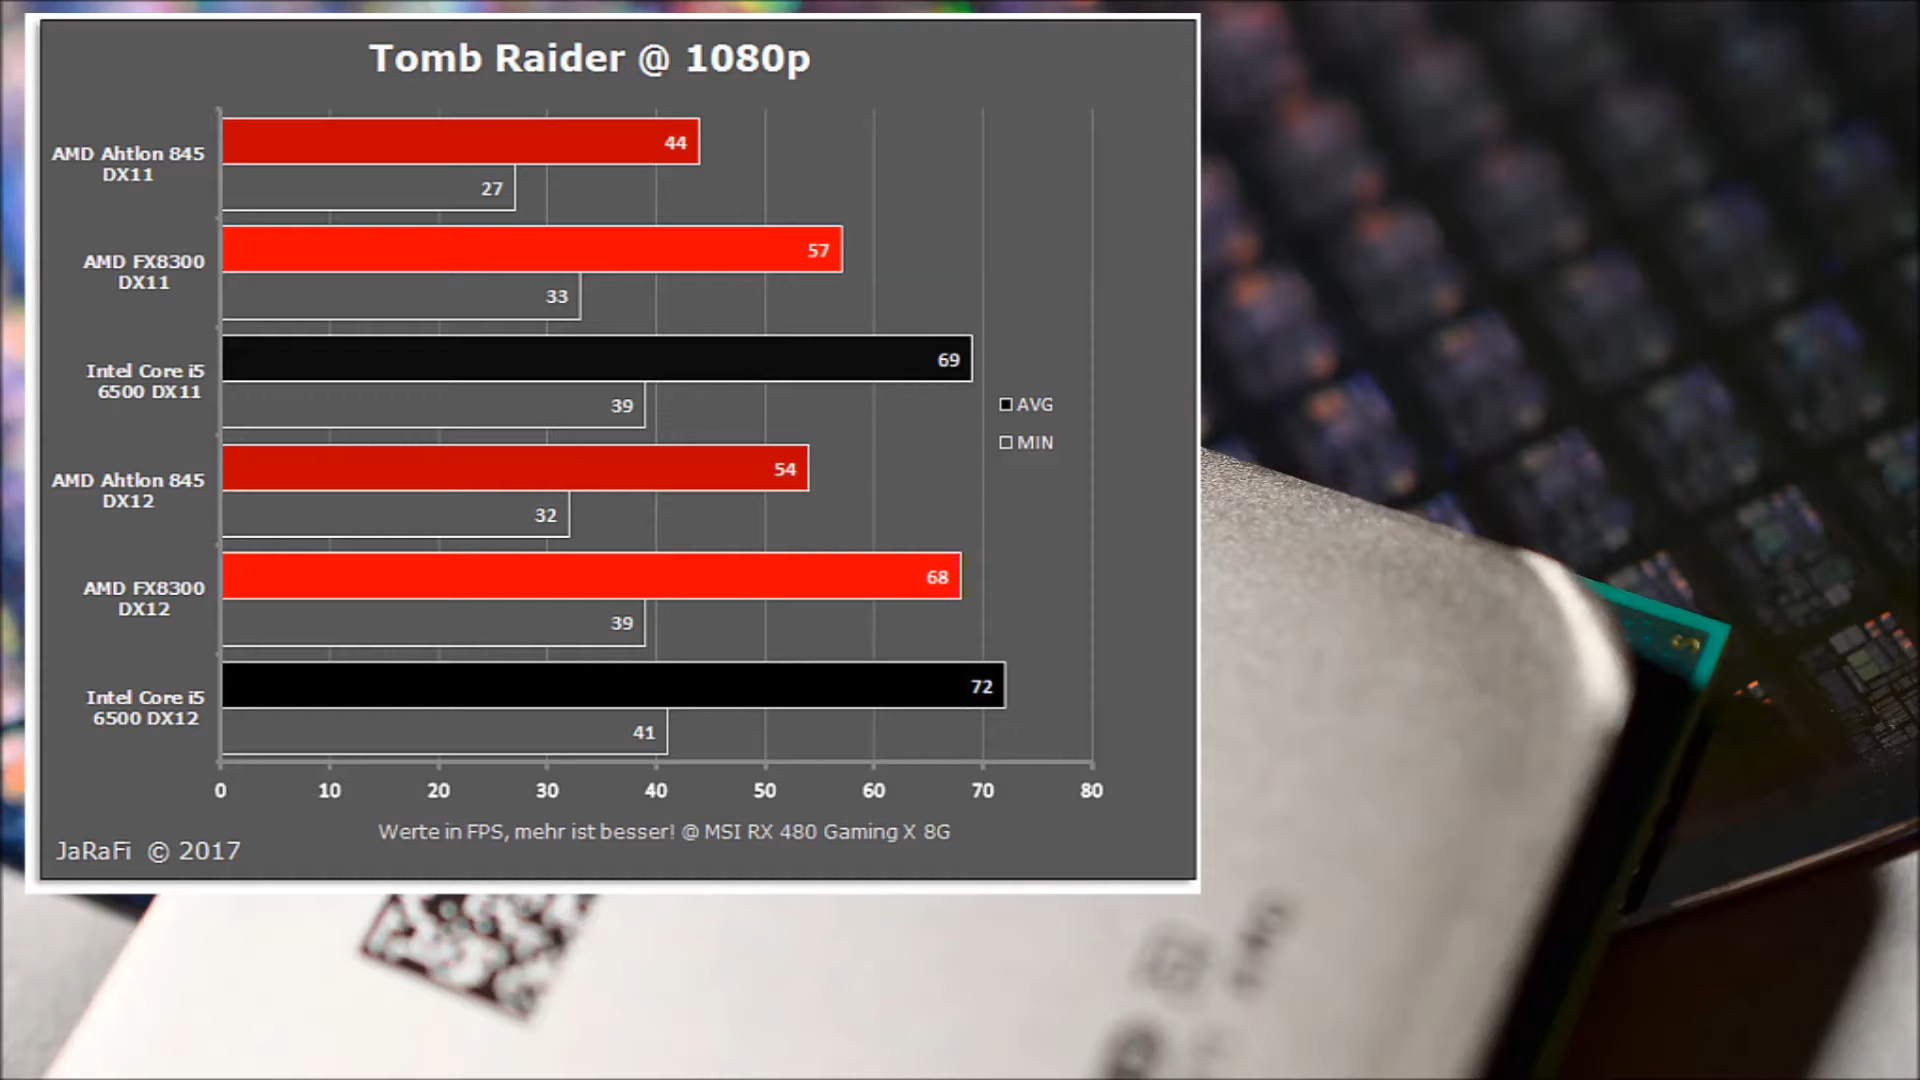 Tomb Raider @ 1080p
AMD Ahtlon 845
DX11
44
27
AMD FX8300
DX11
57
33
Intel Core i5
6500 DX11
69
39
AVG
MIN
AMD Ahtlon 845
DX12
54
32
AMD FX8300
DX12
68
39
Intel Core i5
6500 DX12
72
41
0 10 20 30 40 50 60 70 80
Werte in FPS, mehr ist besser! @ MSI RX 480 Gaming X 8G
JaRaFi © 2017